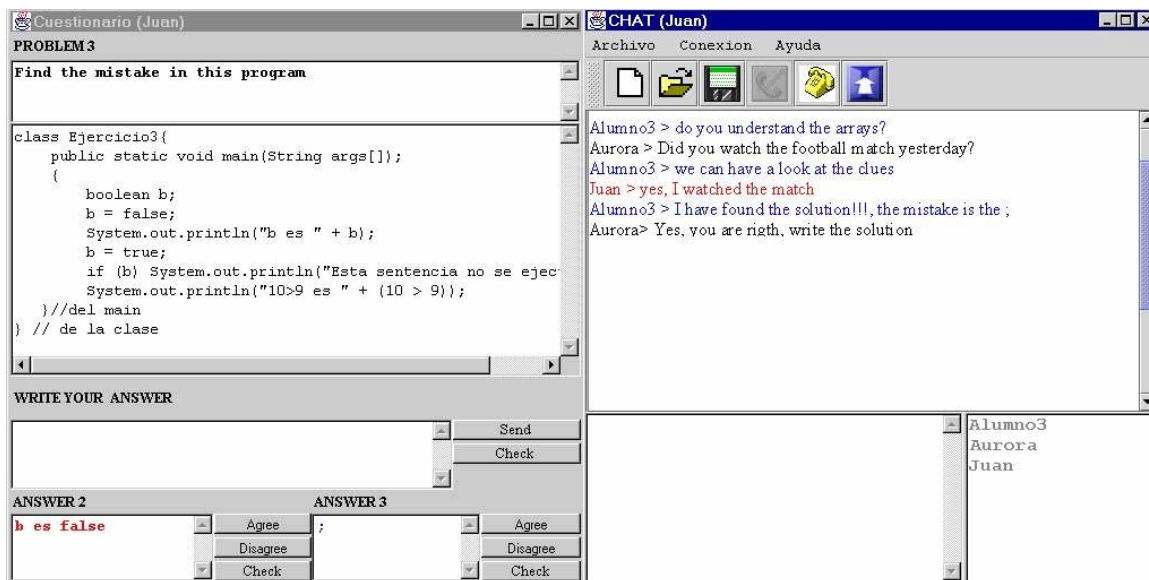 Cuestionario (Juan)
PROBLEM 3
Find the mistake in this program
class Ejercicio3{
public static void main(String args[]);
{
boolean b;
b = false;
System.out.println("b es " + b);
b = true;
if (b) System.out.println("Esta sentencia no se ejec
System.out.println("10>9 es " + (10 > 9));
}//del main
} // de la clase
WRITE YOUR ANSWER
Send
Check
ANSWER 2
b es false
Agree
Disagree
Check
ANSWER 3
;
Agree
Disagree
Check
CHAT (Juan)
Archivo Conexion Ayuda
Alumno3 > do you understand the arrays?
Aurora > Did you watch the football match yesterday?
Alumno3 > we can have a look at the clues
Juan > yes, I watched the match
Alumno3 > I have found the solution!!!, the mistake is the ;
Aurora> Yes, you are rigth, write the solution
Alumno3
Aurora
Juan